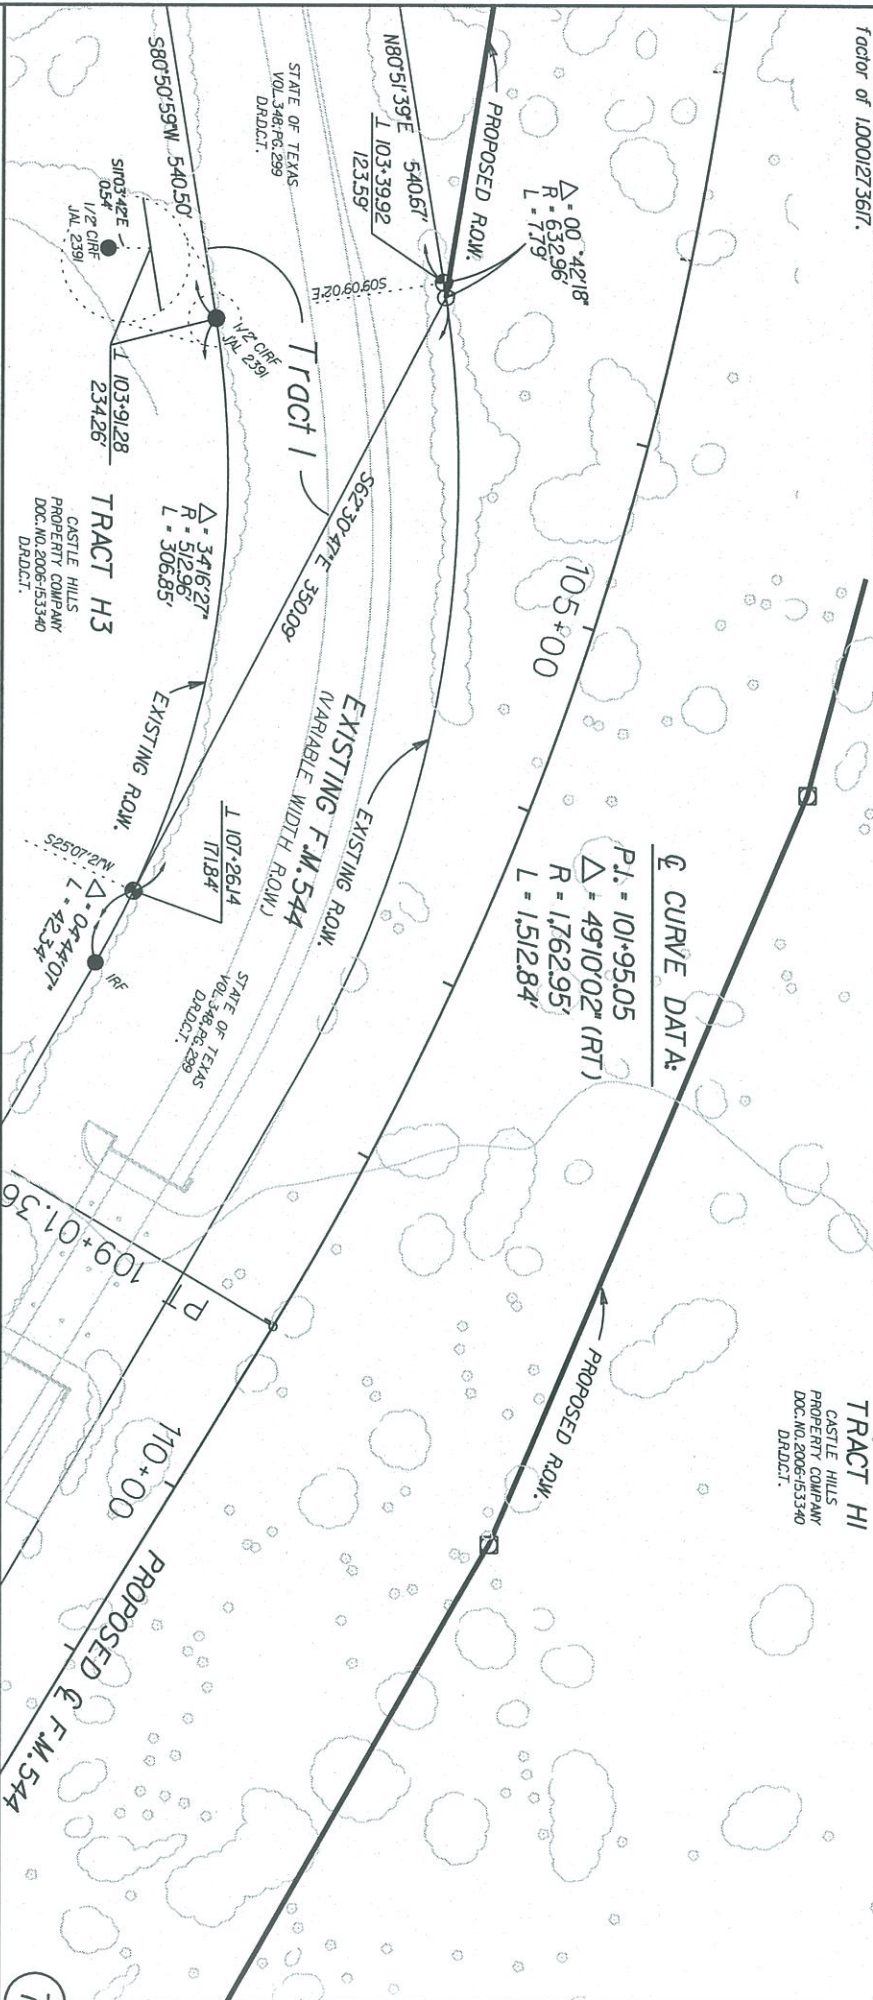 factor of 1.0001273617.
TRACT H1
CASTLE HILLS
PROPERTY COMPANY
DOC.NO.2006-153340
D.R.D.C.T.
₵ CURVE DATA:
P.I. = 101+95.05
Δ = 49°10'02" (RT)
R = 1,762.95'
L = 1,512.84'
PROPOSED R.O.W.
PROPOSED R.O.W.
Δ = 00°42'18"
R = 632.96'
L = 7.79'
N80°51'39"E 540.67'
⊥ 103+39.92
123.59'
S09°09'02"E
STATE OF TEXAS
VOL.348,PG.299
D.R.D.C.T.
S80°50'59"W 540.50'
S11°03'42"E
0.54'
1/2" CIRF
JAL 2391
1/2" CIRF
JAL 2391
⊥ 103+91.28
234.26'
Tract 1
S62°30'47"E 350.09'
105+00
TRACT H3
CASTLE HILLS
PROPERTY COMPANY
DOC.NO.2006-153340
D.R.D.C.T.
Δ = 34°16'27"
R = 512.96'
L = 306.85'
EXISTING R.O.W.
EXISTING R.O.W.
EXISTING F.M.544
(VARIABLE WIDTH R.O.W.)
⊥ 107+26.14
171.84'
S25°07'21"W
Δ = 04°44'07"
L = 42.34'
IRF
STATE OF TEXAS
VOL.348,PG.299
D.R.D.C.T.
109+01.36
PT
110+00
PROPOSED ₵ F.M.544